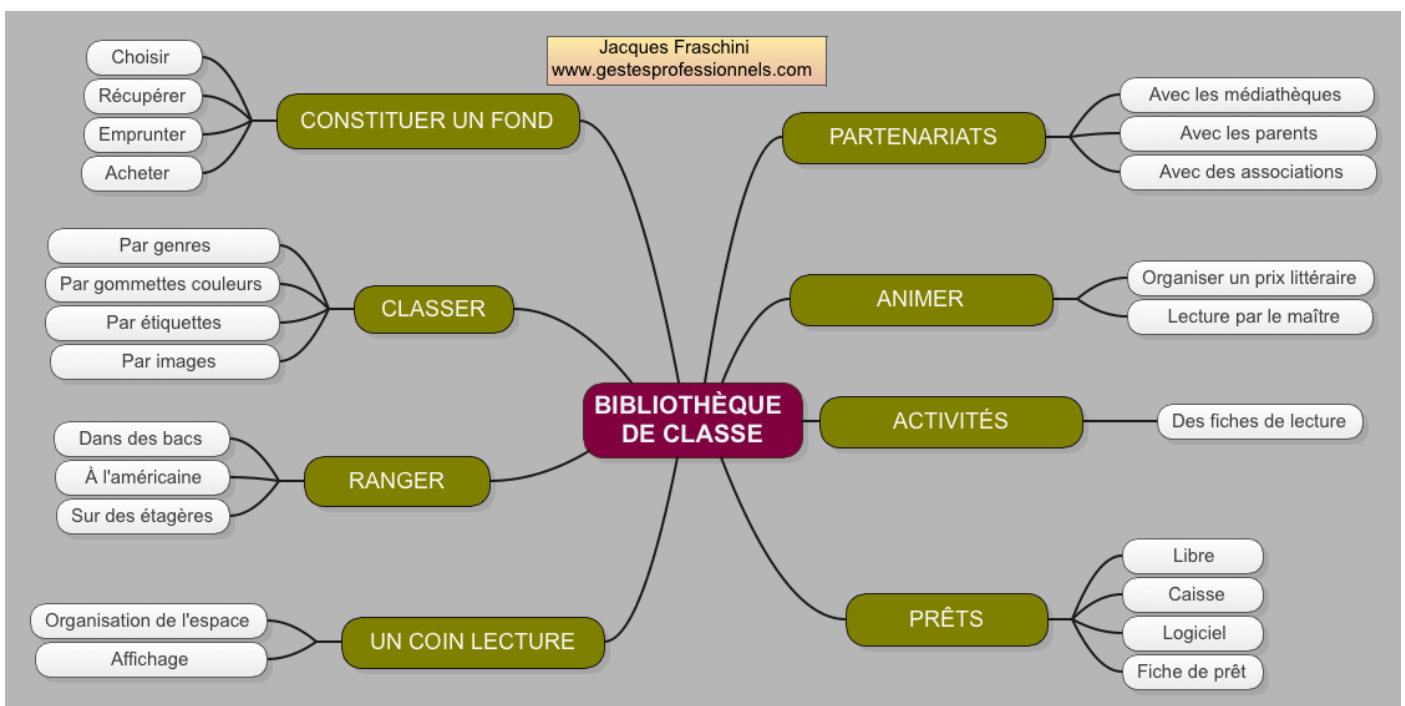 Jacques Fraschini
www.gestesprofessionnels.com
CONSTITUER UN FOND
Choisir
Récupérer
Emprunter
Acheter
CLASSER
Par genres
Par gommettes couleurs
Par étiquettes
Par images
RANGER
Dans des bacs
À l'américaine
Sur des étagères
UN COIN LECTURE
Organisation de l'espace
Affichage
BIBLIOTHÈQUE
DE CLASSE
PARTENARIATS
Avec les médiathèques
Avec les parents
Avec des associations
ANIMER
Organiser un prix littéraire
Lecture par le maître
ACTIVITÉS
Des fiches de lecture
PRÊTS
Libre
Caisse
Logiciel
Fiche de prêt